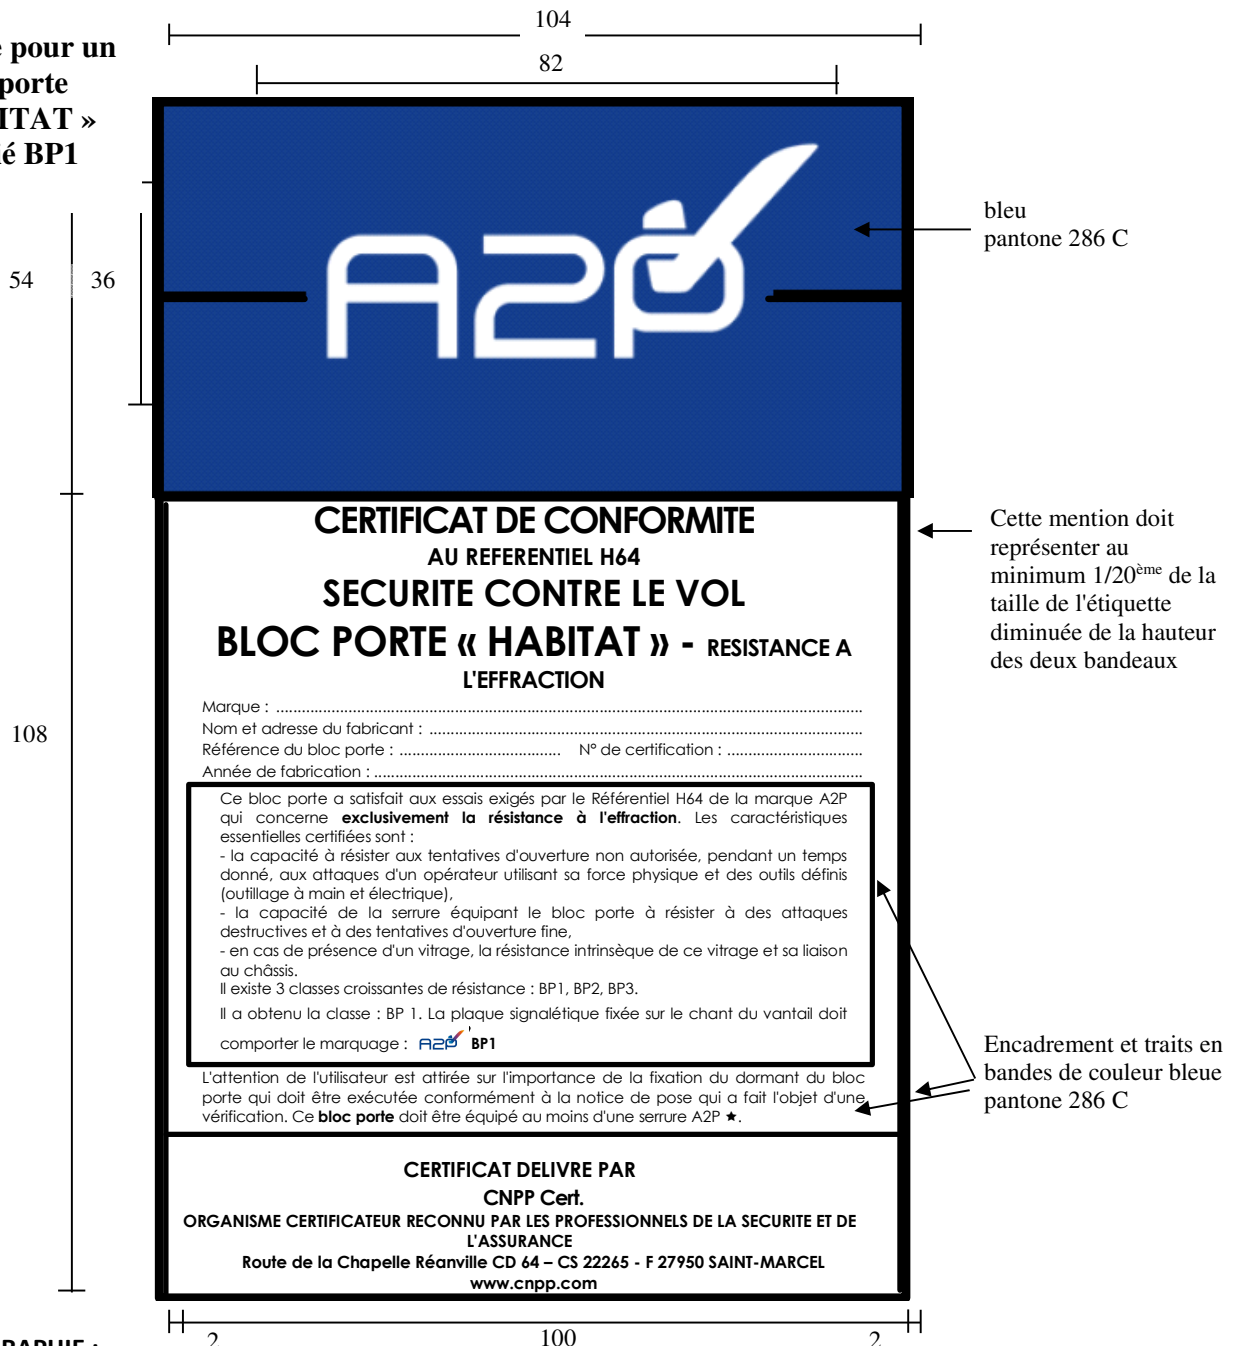 104
82
e pour un
porte
ITAT »
ié BP1
54
36
A2P
bleu
pantone 286 C
CERTIFICAT DE CONFORMITE
AU REFERENTIEL H64
SECURITE CONTRE LE VOL
BLOC PORTE « HABITAT » - RESISTANCE A
L'EFFRACTION
Cette mention doit
représenter au
minimum 1/20ème de la
taille de l'étiquette
diminuée de la hauteur
des deux bandeaux
108
Marque : ....................................................................................................
Nom et adresse du fabricant : ....................................................................................................
Référence du bloc porte : ...................................... N° de certification : ................................
Année de fabrication : ....................................................................................................
Ce bloc porte a satisfait aux essais exigés par le Référentiel H64 de la marque A2P
qui concerne exclusivement la résistance à l'effraction. Les caractéristiques
essentielles certifiées sont :
- la capacité à résister aux tentatives d'ouverture non autorisée, pendant un temps
donné, aux attaques d'un opérateur utilisant sa force physique et des outils définis
(outillage à main et électrique),
- la capacité de la serrure équipant le bloc porte à résister à des attaques
destructives et à des tentatives d'ouverture fine,
- en cas de présence d'un vitrage, la résistance intrinsèque de ce vitrage et sa liaison
au châssis.
Il existe 3 classes croissantes de résistance : BP1, BP2, BP3.
Il a obtenu la classe : BP 1. La plaque signalétique fixée sur le chant du vantail doit
comporter le marquage : A2P BP1
Encadrement et traits en
bandes de couleur bleue
pantone 286 C
L'attention de l'utilisateur est attirée sur l'importance de la fixation du dormant du bloc
porte qui doit être exécutée conformément à la notice de pose qui a fait l'objet d'une
vérification. Ce bloc porte doit être équipé au moins d'une serrure A2P ★.
CERTIFICAT DELIVRE PAR
CNPP Cert.
ORGANISME CERTIFICATEUR RECONNU PAR LES PROFESSIONNELS DE LA SECURITE ET DE
L'ASSURANCE
Route de la Chapelle Réanville CD 64 – CS 22265 - F 27950 SAINT-MARCEL
www.cnpp.com
2
100
2